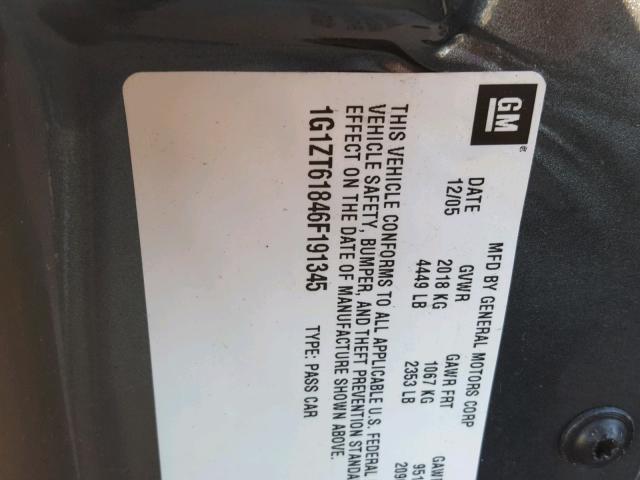 GM
MFD BY GENERAL MOTORS CORP
DATE GVWR GAWR FRT
12/05 2018 KG 1067 KG 951
4449 LB 2353 LB 209
THIS VEHICLE CONFORMS TO ALL APPLICABLE U.S. FEDERAL
VEHICLE SAFETY, BUMPER, AND THEFT PREVENTION
EFFECT ON THE DATE OF MANUFACTURE SHOWN ABOVE.
1G1ZT61846F191345 TYPE: PASS CAR